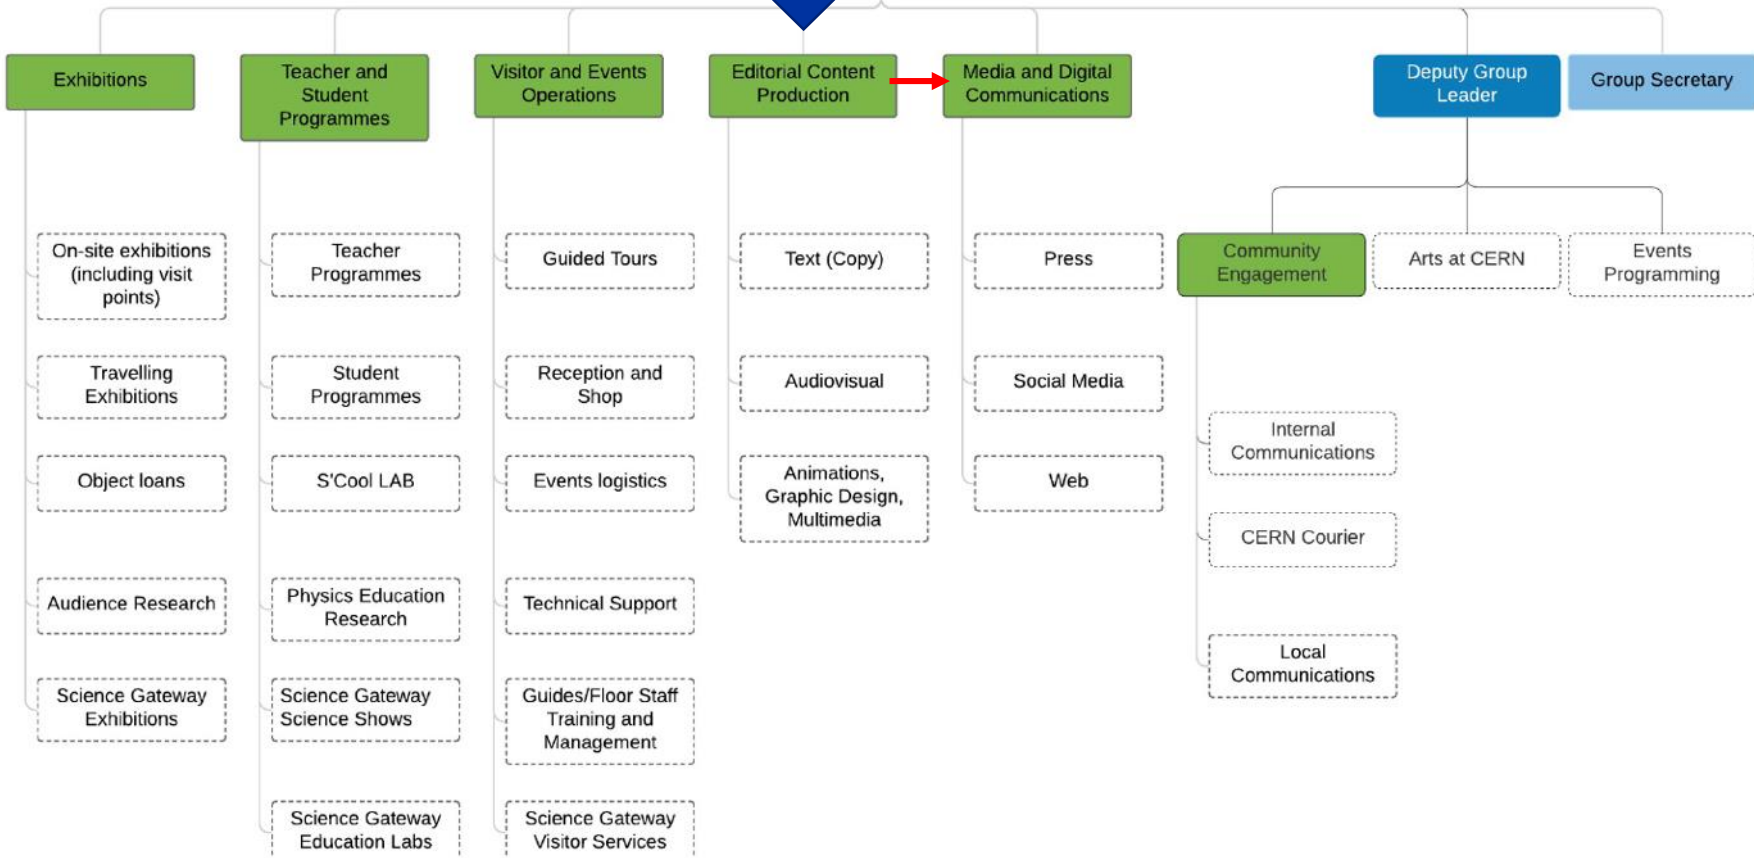 Exhibitions
Teacher and
Student
Programmes
Visitor and Events
Operations
Editorial Content
Production
Media and Digital
Communications
Deputy Group
Leader
Group Secretary
On-site exhibitions
(including visit
points)
Travelling
Exhibitions
Object loans
Audience Research
Science Gateway
Exhibitions
Teacher
Programmes
Student
Programmes
S'Cool LAB
Physics Education
Research
Science Gateway
Science Shows
Science Gateway
Education Labs
Guided Tours
Reception and
Shop
Events logistics
Technical Support
Guides/Floor Staff
Training and
Management
Science Gateway
Visitor Services
Text (Copy)
Audiovisual
Animations,
Graphic Design,
Multimedia
Press
Social Media
Web
Community
Engagement
Internal
Communications
CERN Courier
Local
Communications
Arts at CERN
Events
Programming